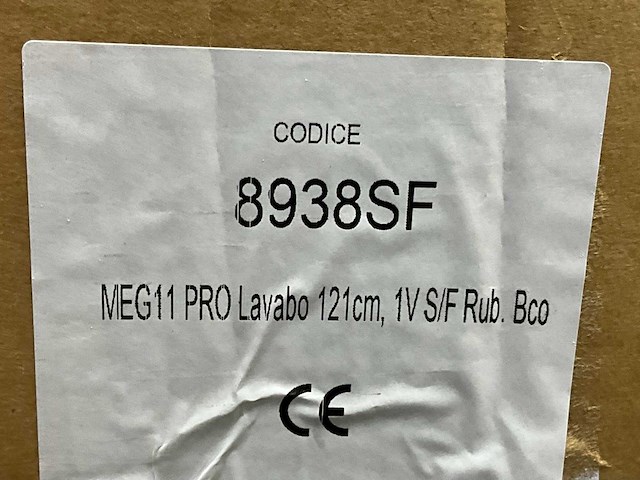 CODICE
8938SF
MEG11 PRO Lavabo 121cm, 1V S/F Rub. Bco
CE